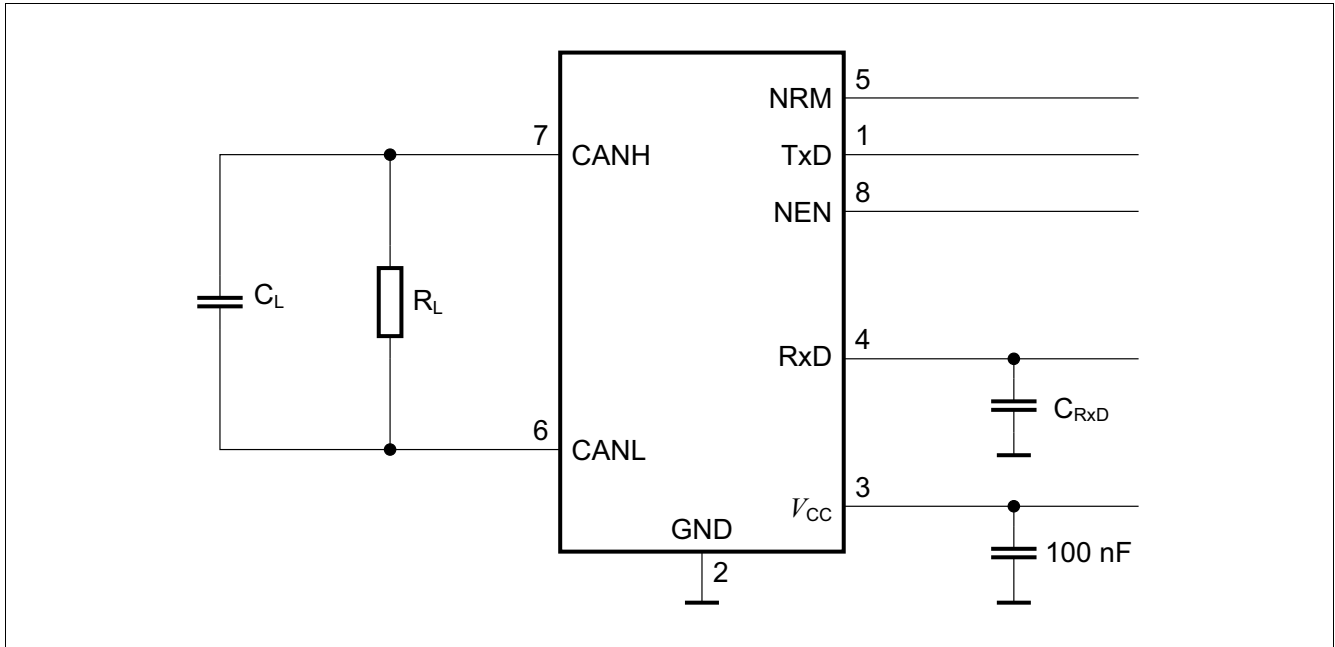 NRM 5
7 TxD 1
CANH
NEN 8
CL RL
RxD 4
CRxD
6 CANL
VCC 3
GND
100 nF
2